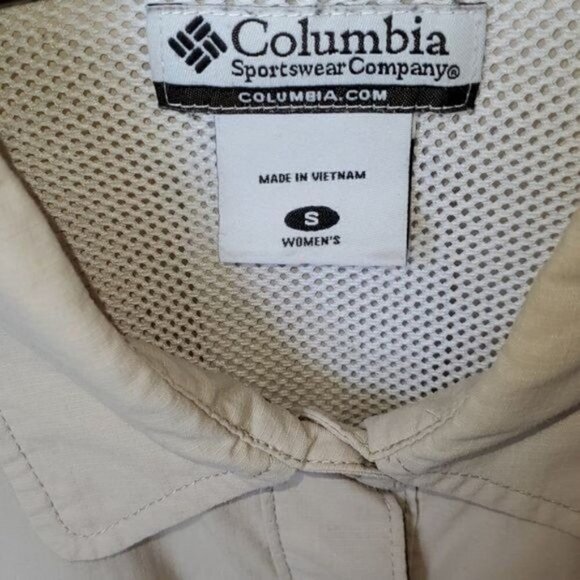 Columbia
Sportswear Company®
COLUMBIA.COM
MADE IN VIETNAM
S
WOMEN'S